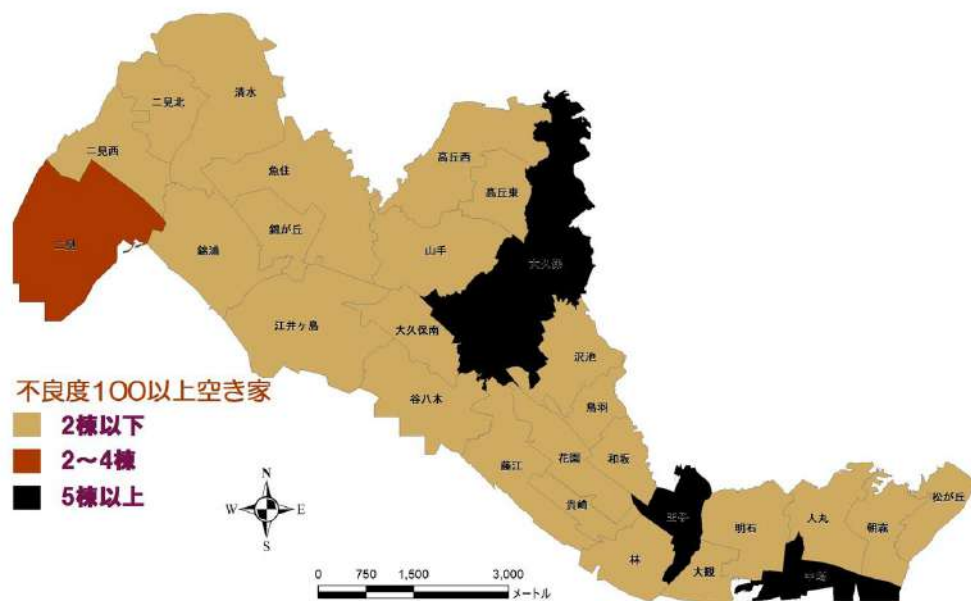 清水
二見北
二見西
魚住
高丘西
高丘東
二見
錦が丘
錦浦
山手
大久保
江井ヶ島
大久保南
沢池
谷八木
鳥羽
不良度100以上空き家
2棟以下
2～4棟
5棟以上
藤江
花園
和坂
貴崎
王子
明石
人丸
朝霧
松が丘
林
大観
中崎
N
W
E
S
0 750 1,500 3,000
メートル